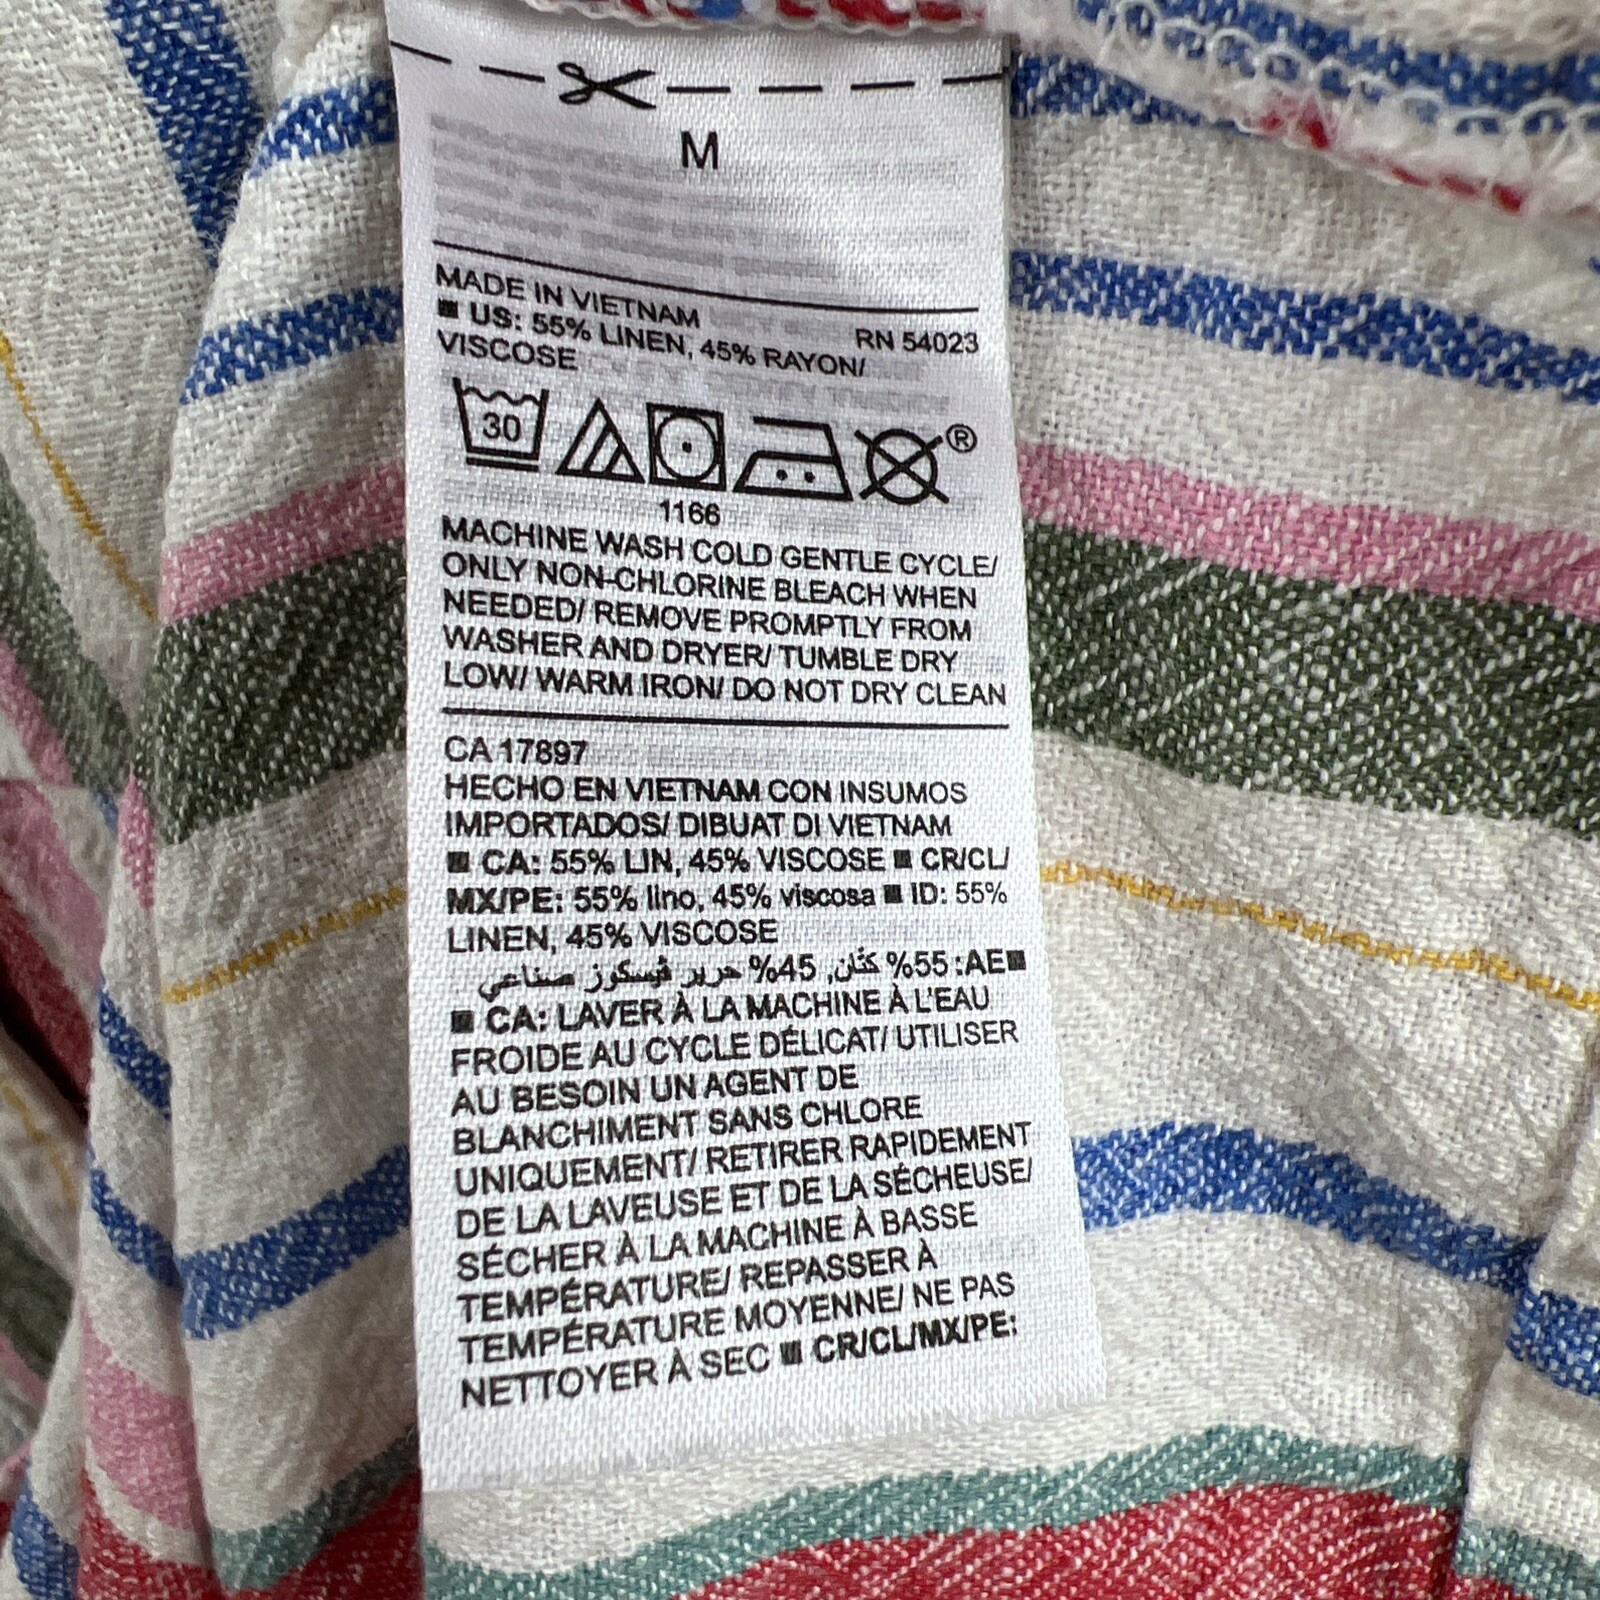 M
MADE IN VIETNAM RN 54023
■ US: 55% LINEN, 45% RAYON/
VISCOSE
30 ®
1166
MACHINE WASH COLD GENTLE CYCLE/
ONLY NON-CHLORINE BLEACH WHEN
NEEDED/ REMOVE PROMPTLY FROM
WASHER AND DRYER/ TUMBLE DRY
LOW/ WARM IRON/ DO NOT DRY CLEAN
CA 17897
HECHO EN VIETNAM CON INSUMOS
IMPORTADOS/ DIBUAT DI VIETNAM
■ CA: 55% LIN, 45% VISCOSE ■ CR/CL/
MX/PE: 55% lino, 45% viscosa ■ ID: 55%
LINEN, 45% VISCOSE
■AE: 55% كتّان, 45% حرير ڤيسكوز صناعي
■ CA: LAVER À LA MACHINE À L'EAU
FROIDE AU CYCLE DÉLICAT/ UTILISER
AU BESOIN UN AGENT DE
BLANCHIMENT SANS CHLORE
UNIQUEMENT/ RETIRER RAPIDEMENT
DE LA LAVEUSE ET DE LA SÉCHEUSE/
SÉCHER À LA MACHINE À BASSE
TEMPÉRATURE/ REPASSER À
TEMPÉRATURE MOYENNE/ NE PAS
NETTOYER À SEC ■ CR/CL/MX/PE: